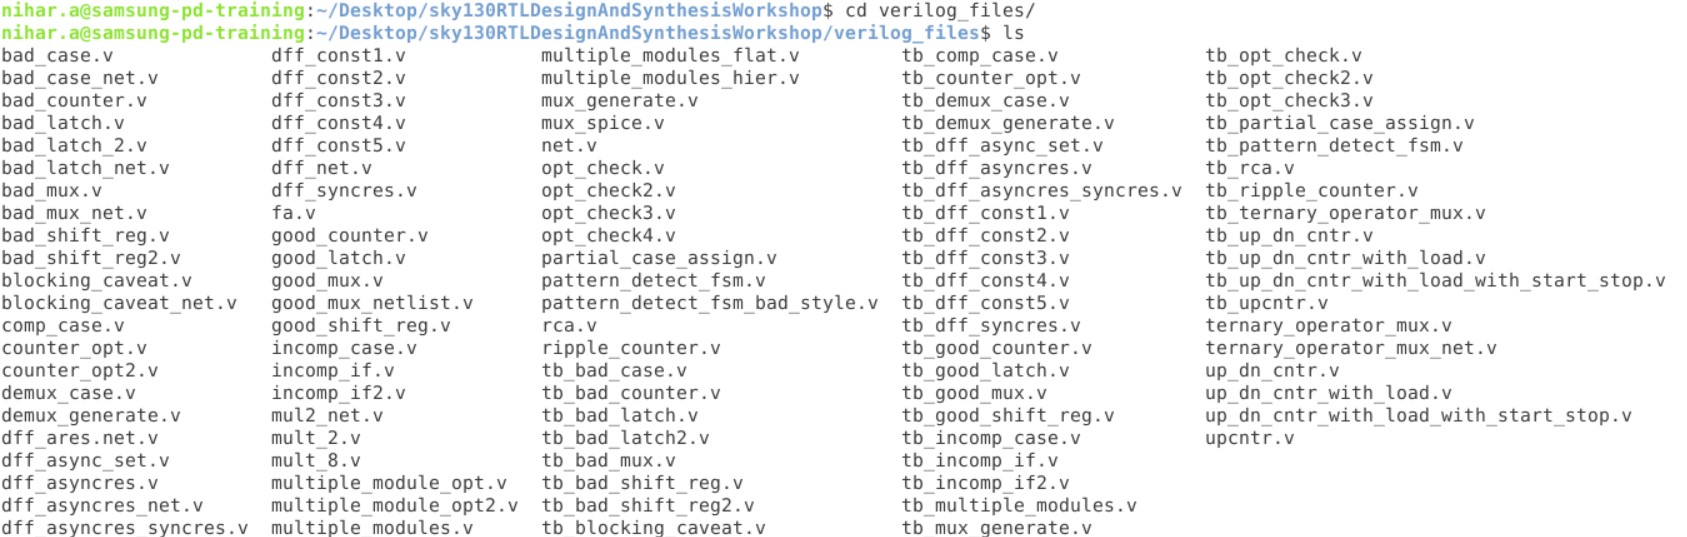 nihar.a@samsung-pd-training:~/Desktop/sky130RTLDesignAndSynthesisWorkshop$ cd verilog_files/
nihar.a@samsung-pd-training:~/Desktop/sky130RTLDesignAndSynthesisWorkshop/verilog_files$ ls
bad_case.v dff_const1.v multiple_modules_flat.v tb_comp_case.v tb_opt_check.v
bad_case_net.v dff_const2.v multiple_modules_hier.v tb_counter_opt.v tb_opt_check2.v
bad_counter.v dff_const3.v mux_generate.v tb_demux_case.v tb_opt_check3.v
bad_latch.v dff_const4.v mux_spice.v tb_demux_generate.v tb_partial_case_assign.v
bad_latch_2.v dff_const5.v net.v tb_dff_async_set.v tb_pattern_detect_fsm.v
bad_latch_net.v dff_net.v opt_check.v tb_dff_asyncres.v tb_rca.v
bad_mux.v dff_syncres.v opt_check2.v tb_dff_asyncres_syncres.v tb_ripple_counter.v
bad_mux_net.v fa.v opt_check3.v tb_dff_const1.v tb_ternary_operator_mux.v
bad_shift_reg.v good_counter.v opt_check4.v tb_dff_const2.v tb_up_dn_cntr.v
bad_shift_reg2.v good_latch.v partial_case_assign.v tb_dff_const3.v tb_up_dn_cntr_with_load.v
blocking_caveat.v good_mux.v pattern_detect_fsm.v tb_dff_const4.v tb_up_dn_cntr_with_load_with_start_stop.v
blocking_caveat_net.v good_mux_netlist.v pattern_detect_fsm_bad_style.v tb_dff_const5.v tb_upcntr.v
comp_case.v good_shift_reg.v rca.v tb_dff_syncres.v ternary_operator_mux.v
counter_opt.v incomp_case.v ripple_counter.v tb_good_counter.v ternary_operator_mux_net.v
counter_opt2.v incomp_if.v tb_bad_case.v tb_good_latch.v up_dn_cntr.v
demux_case.v incomp_if2.v tb_bad_counter.v tb_good_mux.v up_dn_cntr_with_load.v
demux_generate.v mul2_net.v tb_bad_latch.v tb_good_shift_reg.v up_dn_cntr_with_load_with_start_stop.v
dff_ares.net.v mult_2.v tb_bad_latch2.v tb_incomp_case.v upcntr.v
dff_async_set.v mult_8.v tb_bad_mux.v tb_incomp_if.v
dff_asyncres.v multiple_module_opt.v tb_bad_shift_reg.v tb_incomp_if2.v
dff_asyncres_net.v multiple_module_opt2.v tb_bad_shift_reg2.v tb_multiple_modules.v
dff_asyncres_syncres.v multiple_modules.v tb_blocking_caveat.v tb_mux_generate.v